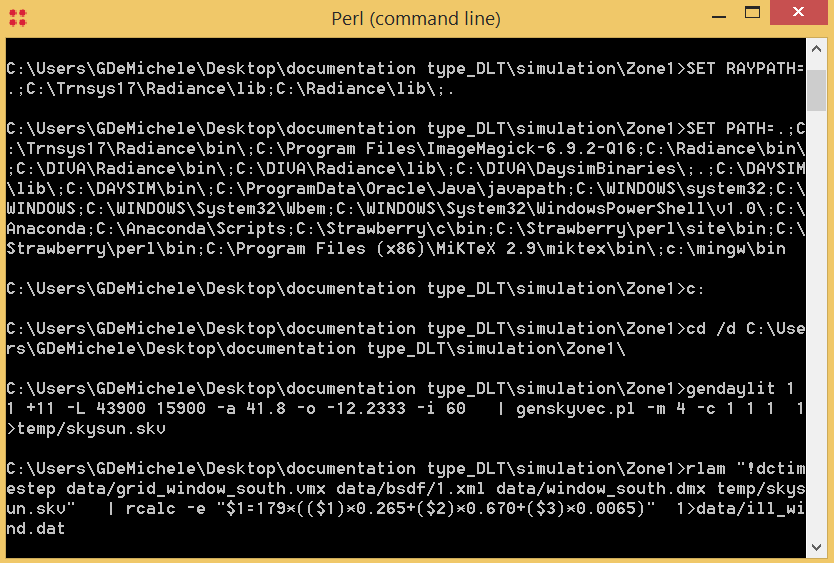 Perl (command line)
C:\Users\GDeMichele\Desktop\documentation type_DLT\simulation\Zone1>SET RAYPATH=
.;C:\Trnsys17\Radiance\lib;C:\Radiance\lib\;.
C:\Users\GDeMichele\Desktop\documentation type_DLT\simulation\Zone1>SET PATH=.;C
:\Trnsys17\Radiance\bin\;C:\Program Files\ImageMagick-6.9.2-Q16;C:\Radiance\bin\
;C:\DIVA\Radiance\bin\;C:\DIVA\Radiance\lib\;C:\DIVA\DaysimBinaries\;.;C:\DAYSIM
\lib\;C:\DAYSIM\bin\;C:\ProgramData\Oracle\Java\javapath;C:\WINDOWS\system32;C:\
WINDOWS;C:\WINDOWS\System32\Wbem;C:\WINDOWS\System32\WindowsPowerShell\v1.0\;C:\
Anaconda;C:\Anaconda\Scripts;C:\Strawberry\c\bin;C:\Strawberry\perl\site\bin;C:\
Strawberry\perl\bin;C:\Program Files (x86)\MiKTeX 2.9\miktex\bin\;c:\mingw\bin
C:\Users\GDeMichele\Desktop\documentation type_DLT\simulation\Zone1>c:
C:\Users\GDeMichele\Desktop\documentation type_DLT\simulation\Zone1>cd /d C:\Use
rs\GDeMichele\Desktop\documentation type_DLT\simulation\Zone1\
C:\Users\GDeMichele\Desktop\documentation type_DLT\simulation\Zone1>gendaylit 1
1 +11 -L 43900 15900 -a 41.8 -o -12.2333 -i 60   | genskyvec.pl -m 4 -c 1 1 1  1
>temp/skysun.skv
C:\Users\GDeMichele\Desktop\documentation type_DLT\simulation\Zone1>rlam "!dctim
estep data/grid_window_south.vmx data/bsdf/1.xml data/window_south.dmx temp/skys
un.skv"   | rcalc -e "$1=179*(($1)*0.265+($2)*0.670+($3)*0.0065)"  1>data/ill_wi
nd.dat